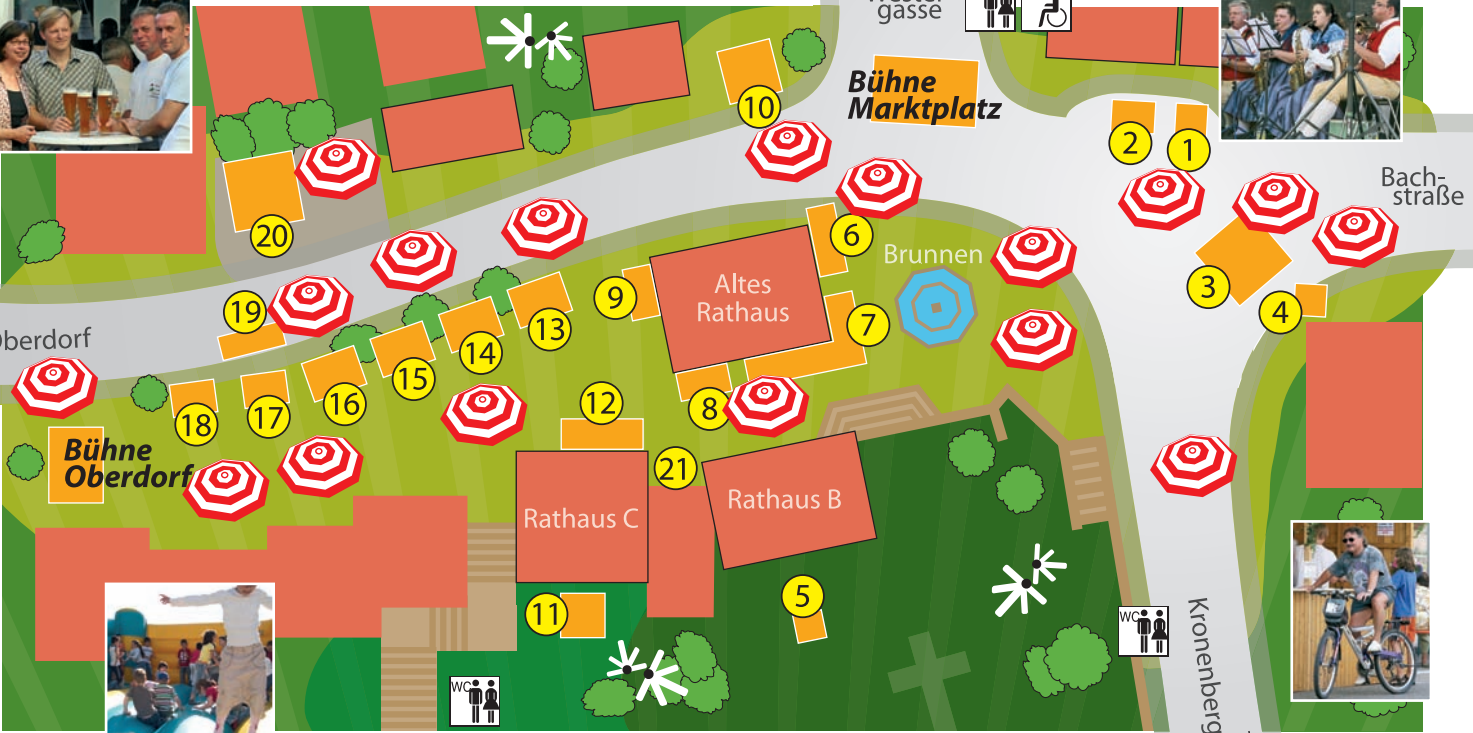 Wester-
gasse
Bühne
Marktplatz
10
2
1
Bach-
straße
20
6
Brunnen
3
4
19
9
Altes
Rathaus
7
Oberdorf
13
14
15
16
17
18
8
12
Bühne
Oberdorf
21
Rathaus B
Rathaus C
5
11
WC
WC
Kronenberg